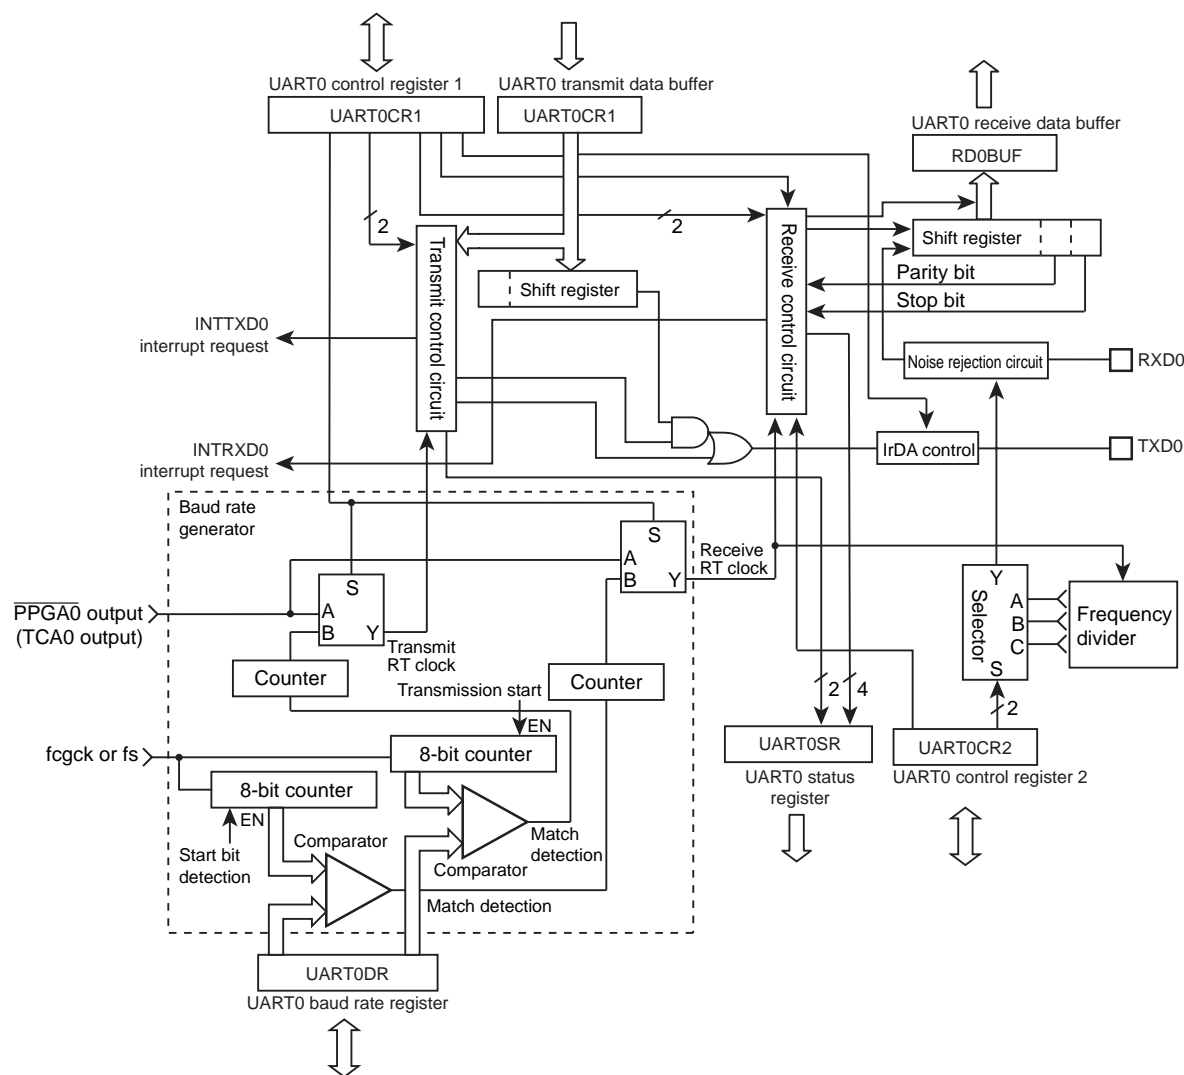 UART0 control register 1
UART0CR1
UART0 transmit data buffer
UART0CR1
UART0 receive data buffer
RD0BUF
2
2
Transmit control circuit
Receive control circuit
Shift register
Shift register
Parity bit
Stop bit
INTTXD0
interrupt request
Noise rejection circuit
RXD0
INTRXD0
interrupt request
IrDA control
TXD0
Baud rate
generator
S
A
B
Y
Receive
RT clock
PPGA0 output
(TCA0 output)
S
A
B
Y
Transmit
RT clock
Y
Selector
A
B
C
S
Frequency
divider
Counter
Counter
Transmission start
EN
2
4
2
fcgck or fs
8-bit counter
8-bit counter
EN
Start bit
detection
Comparator
Comparator
Match
detection
Match detection
UART0SR
UART0 status
register
UART0CR2
UART0 control register 2
UART0DR
UART0 baud rate register